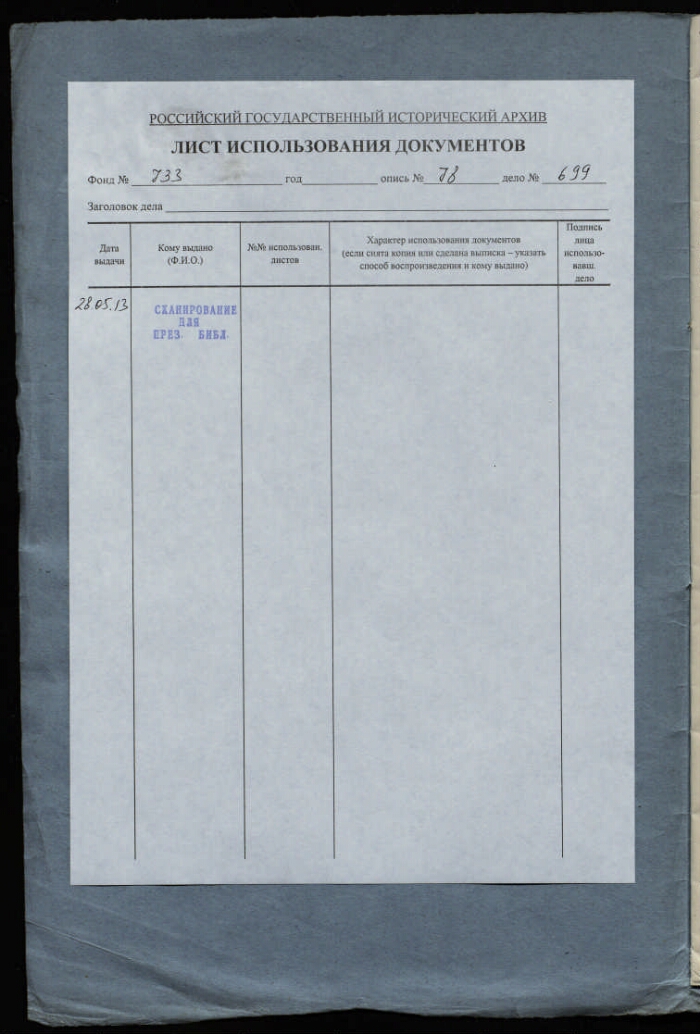 РОССИЙСКИЙ ГОСУДАРСТВЕННЫЙ ИСТОРИЧЕСКИЙ АРХИВ
ЛИСТ ИСПОЛЬЗОВАНИЯ ДОКУМЕНТОВ
Фонд № 733 год опись № 78 дело № 699
Заголовок дела
Дата
выдачи
Кому выдано
(Ф.И.О.)
№№ использован.
листов
Характер использования документов
(если снята копия или сделана выписка – указать
способ воспроизведения и кому выдано)
Подпись
лица
использо-
вавш.
дело
28.05.13
СКАНИРОВАНИЕ
ДЛЯ
ПРЕЗ. БИБЛ.